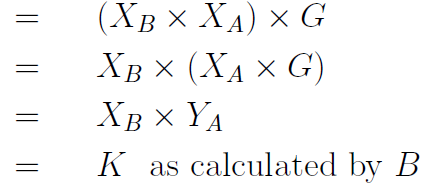 = (X_B × X_A) × G
= X_B × (X_A × G)
= X_B × Y_A
= K as calculated by B